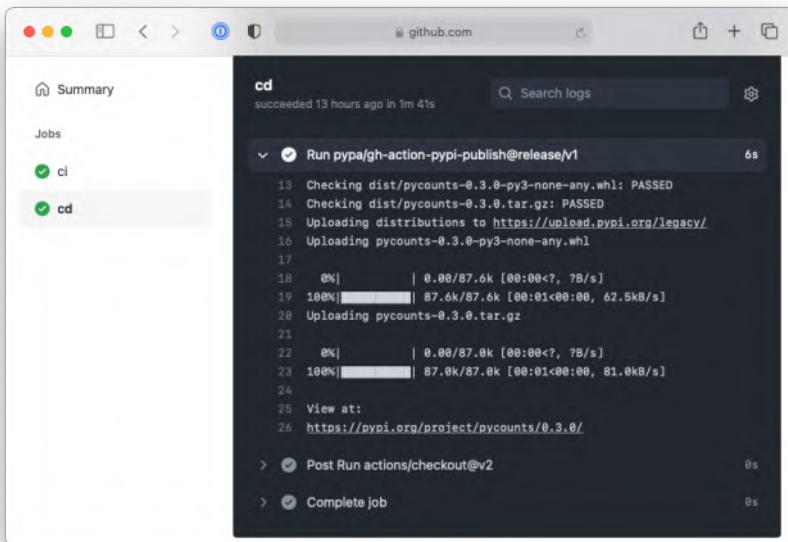 github.com
Summary
Jobs
ci
cd
cd
succeeded 13 hours ago in 1m 41s
Search logs
Run pypa/gh-action-pypi-publish@release/v1 6s
13 Checking dist/pycounts-0.3.0-py3-none-any.whl: PASSED
14 Checking dist/pycounts-0.3.0.tar.gz: PASSED
15 Uploading distributions to https://upload.pypi.org/legacy/
16 Uploading pycounts-0.3.0-py3-none-any.whl
17
18 0%| | 0.00/87.6k [00:00<?, ?B/s]
19 100%|██████████| 87.6k/87.6k [00:01<00:00, 62.5kB/s]
20 Uploading pycounts-0.3.0.tar.gz
21
22 0%| | 0.00/87.0k [00:00<?, ?B/s]
23 100%|██████████| 87.0k/87.0k [00:01<00:00, 81.0kB/s]
24
25 View at:
26 https://pypi.org/project/pycounts/0.3.0/
Post Run actions/checkout@v2 0s
Complete job 0s